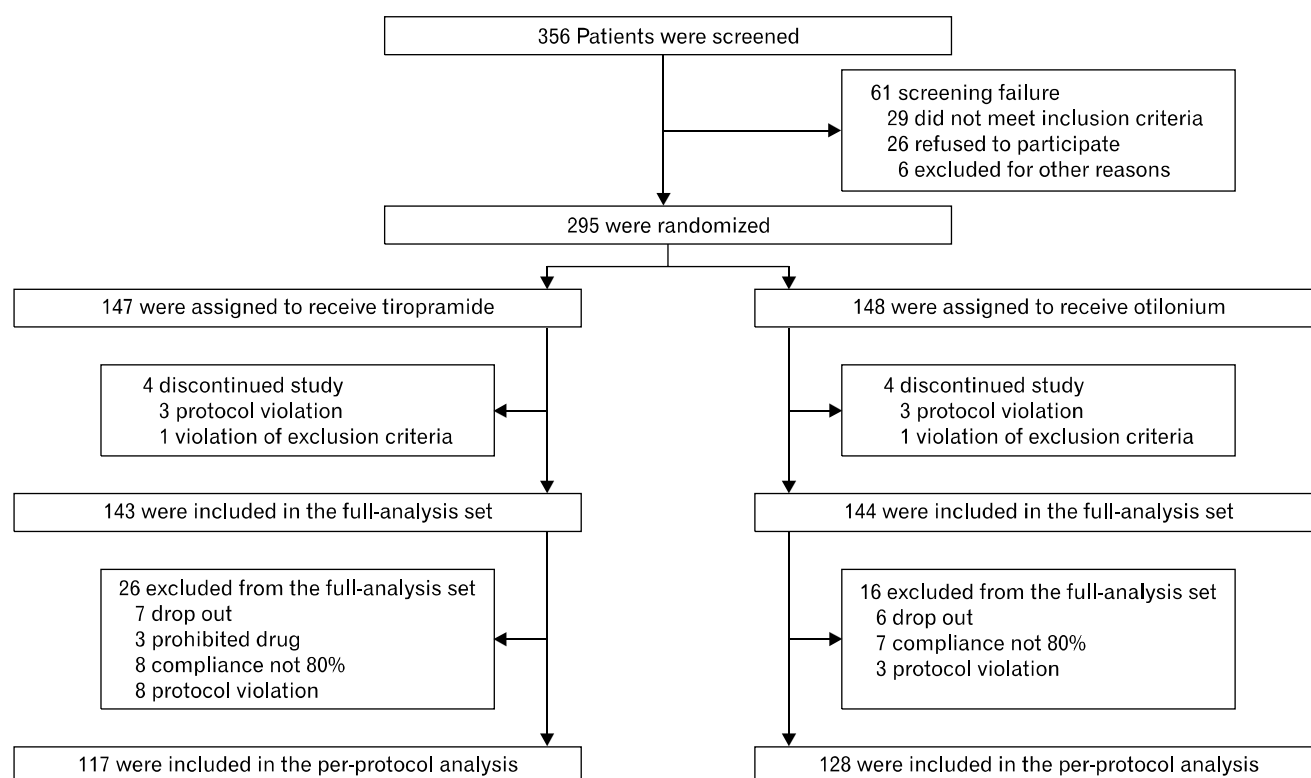 356 Patients were screened
61 screening failure
29 did not meet inclusion criteria
26 refused to participate
6 excluded for other reasons
295 were randomized
147 were assigned to receive tiropramide
148 were assigned to receive otilonium
4 discontinued study
3 protocol violation
1 violation of exclusion criteria
4 discontinued study
3 protocol violation
1 violation of exclusion criteria
143 were included in the full-analysis set
144 were included in the full-analysis set
26 excluded from the full-analysis set
7 drop out
3 prohibited drug
8 compliance not 80%
8 protocol violation
16 excluded from the full-analysis set
6 drop out
7 compliance not 80%
3 protocol violation
117 were included in the per-protocol analysis
128 were included in the per-protocol analysis